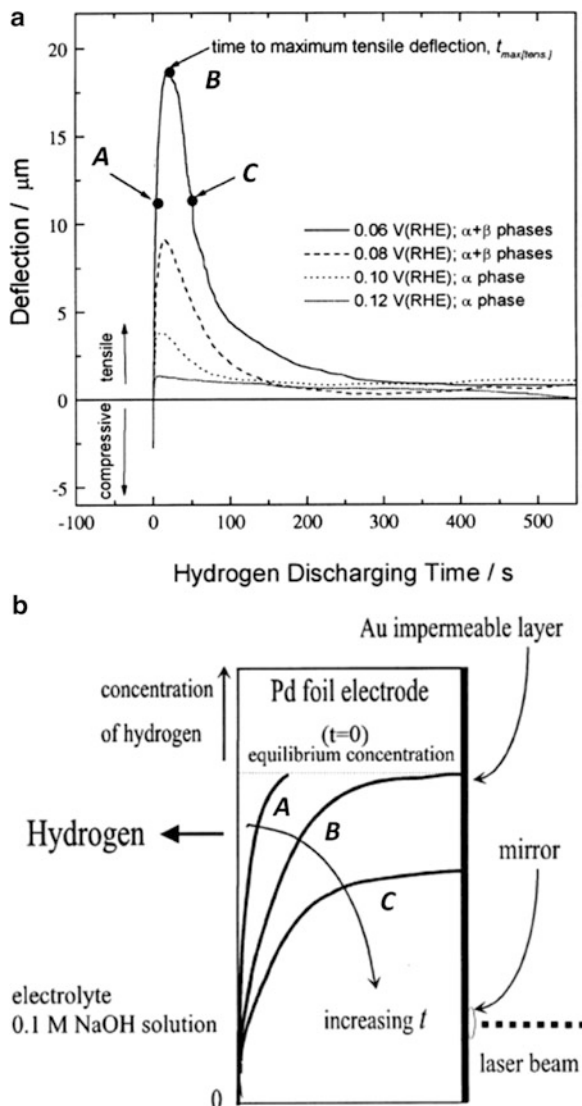 a
20
15
10
5
0
-5
Deflection / μm
tensile
compressive
time to maximum tensile deflection, t_max[tens.]
B
A
C
0.06 V(RHE); α+β phases
0.08 V(RHE); α+β phases
0.10 V(RHE); α phase
0.12 V(RHE); α phase
-100 0 100 200 300 400 500
Hydrogen Discharging Time / s
b
Au impermeable layer
concentration
of hydrogen
Pd foil electrode
(t=0)
equilibrium concentration
A
B
C
Hydrogen
mirror
electrolyte
0.1 M NaOH solution
increasing t
laser beam
0